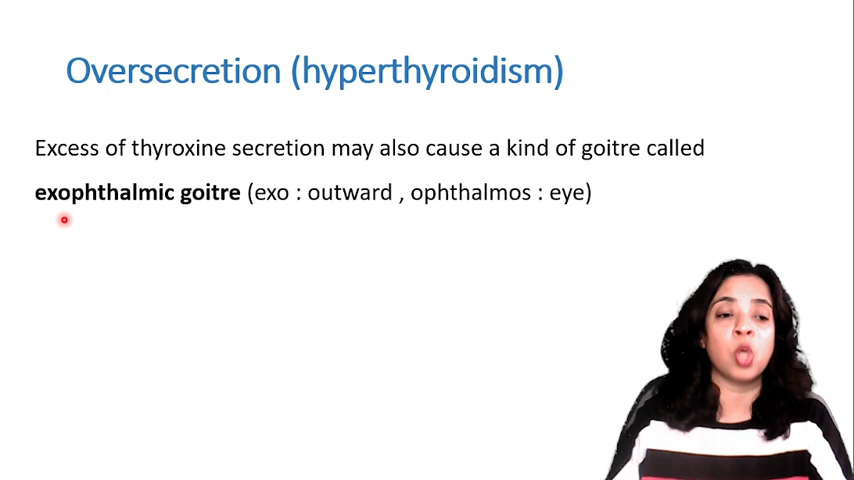 Oversecretion (hyperthyroidism)
Excess of thyroxine secretion may also cause a kind of goitre called
exophthalmic goitre (exo : outward , ophthalmos : eye)